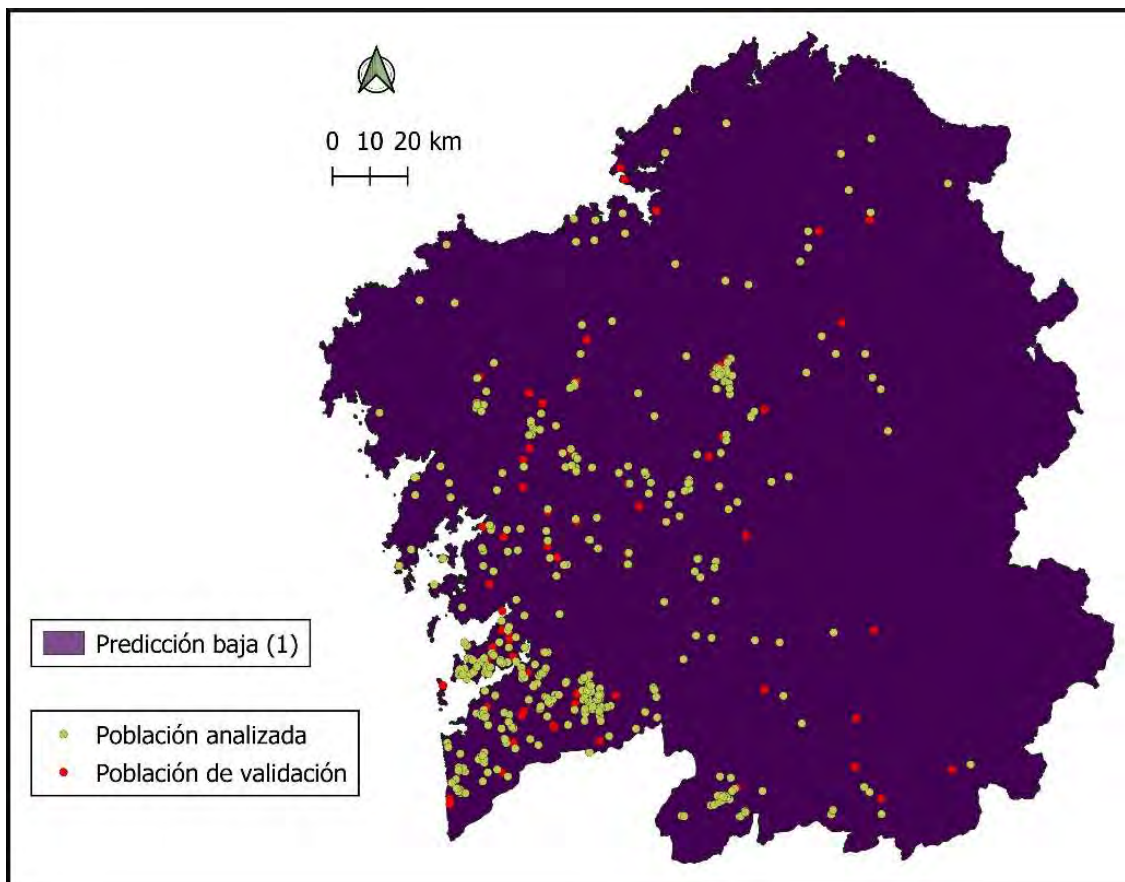 0 10 20 km
Predicción baja (1)
Población analizada
Población de validación